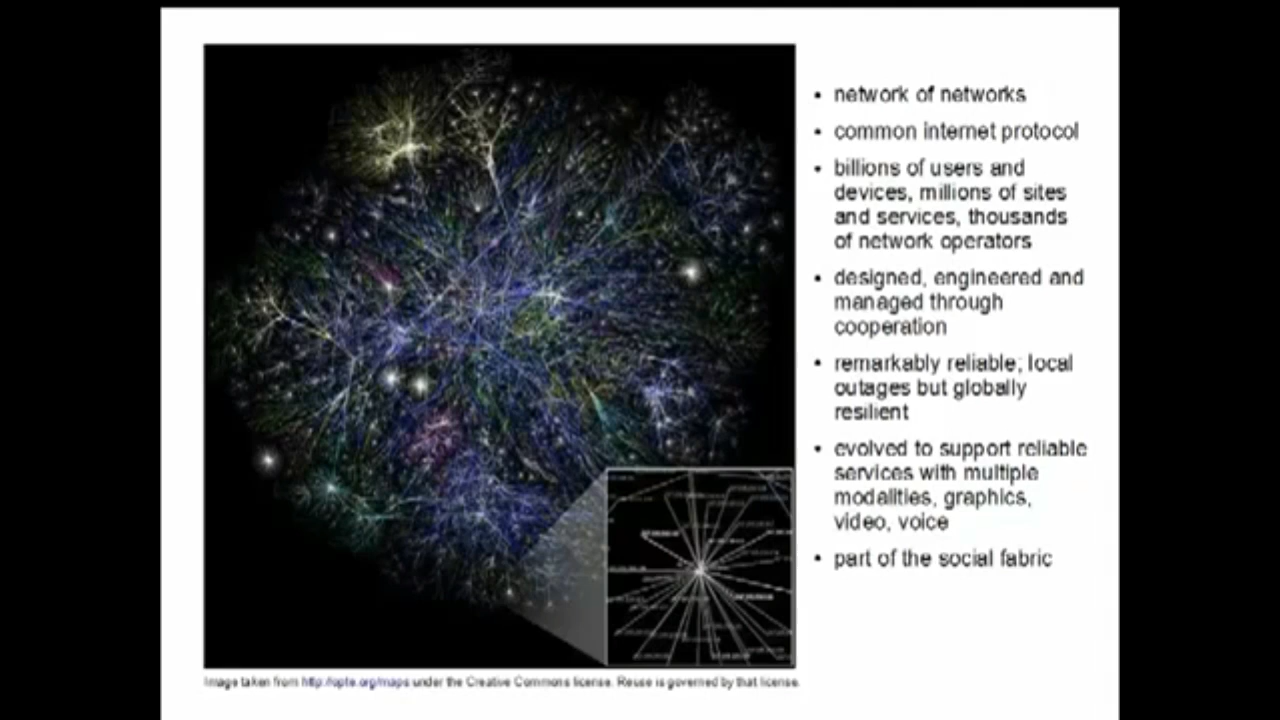 • network of networks
• common internet protocol
• billions of users and
devices, millions of sites
and services, thousands
of network operators
• designed, engineered and
managed through
cooperation
• remarkably reliable; local
outages but globally
resilient
• evolved to support reliable
services with multiple
modalities, graphics,
video, voice
• part of the social fabric
Image taken from http://opte.org/maps under the Creative Commons license. Reuse is governed by that license.